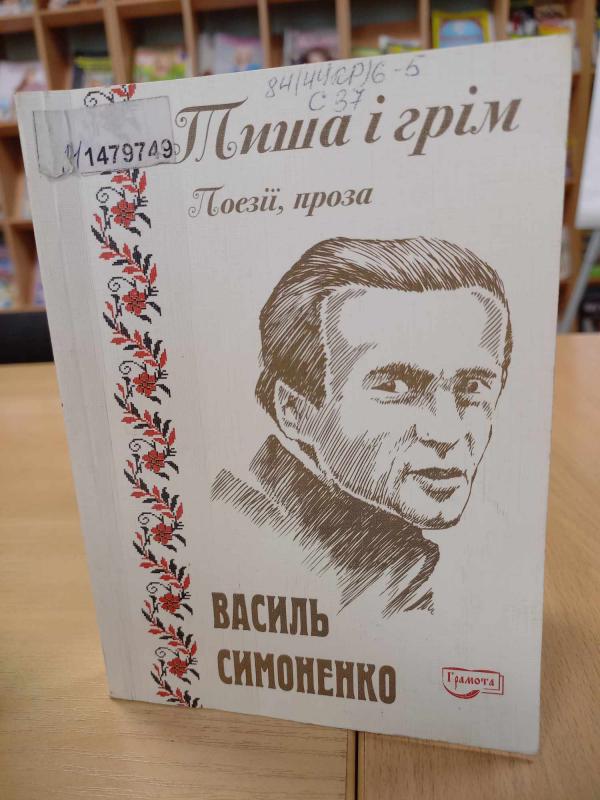 84(4УКР)6-5
С 37
1479749
Тиша і грім
Поезії, проза
ВАСИЛЬ
СИМОНЕНКО
Грамота